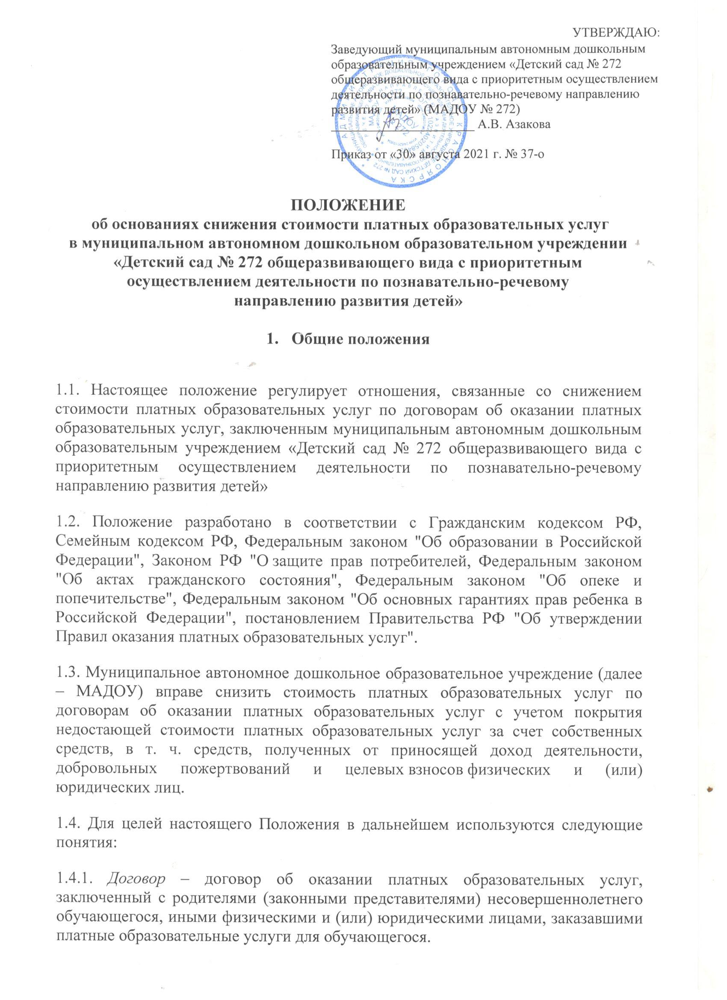 УТВЕРЖДАЮ:
Заведующий муниципальным автономным дошкольным
образовательным учреждением «Детский сад № 272
общеразвивающего вида с приоритетным осуществлением
деятельности по познавательно-речевому направлению
развития детей» (МАДОУ № 272)
А.В. Азакова
Приказ от «30» августа 2021 г. № 37-о
АДМИНИСТРАЦИЯ ГОРОДА КРАСНОЯРСКА
МАДОУ
№ 272
ПОЛОЖЕНИЕ
об основаниях снижения стоимости платных образовательных услуг
в муниципальном автономном дошкольном образовательном учреждении
«Детский сад № 272 общеразвивающего вида с приоритетным
осуществлением деятельности по познавательно-речевому
направлению развития детей»
1. Общие положения
1.1. Настоящее положение регулирует отношения, связанные со снижением
стоимости платных образовательных услуг по договорам об оказании платных
образовательных услуг, заключенным муниципальным автономным дошкольным
образовательным учреждением «Детский сад № 272 общеразвивающего вида с
приоритетным осуществлением деятельности по познавательно-речевому
направлению развития детей»
1.2. Положение разработано в соответствии с Гражданским кодексом РФ,
Семейным кодексом РФ, Федеральным законом "Об образовании в Российской
Федерации", Законом РФ "О защите прав потребителей, Федеральным законом
"Об актах гражданского состояния", Федеральным законом "Об опеке и
попечительстве", Федеральным законом "Об основных гарантиях прав ребенка в
Российской Федерации", постановлением Правительства РФ "Об утверждении
Правил оказания платных образовательных услуг".
1.3. Муниципальное автономное дошкольное образовательное учреждение (далее
– МАДОУ) вправе снизить стоимость платных образовательных услуг по
договорам об оказании платных образовательных услуг с учетом покрытия
недостающей стоимости платных образовательных услуг за счет собственных
средств, в т. ч. средств, полученных от приносящей доход деятельности,
добровольных пожертвований и целевых взносов физических и (или)
юридических лиц.
1.4. Для целей настоящего Положения в дальнейшем используются следующие
понятия:
1.4.1. Договор – договор об оказании платных образовательных услуг,
заключенный с родителями (законными представителями) несовершеннолетнего
обучающегося, иными физическими и (или) юридическими лицами, заказавшими
платные образовательные услуги для обучающегося.